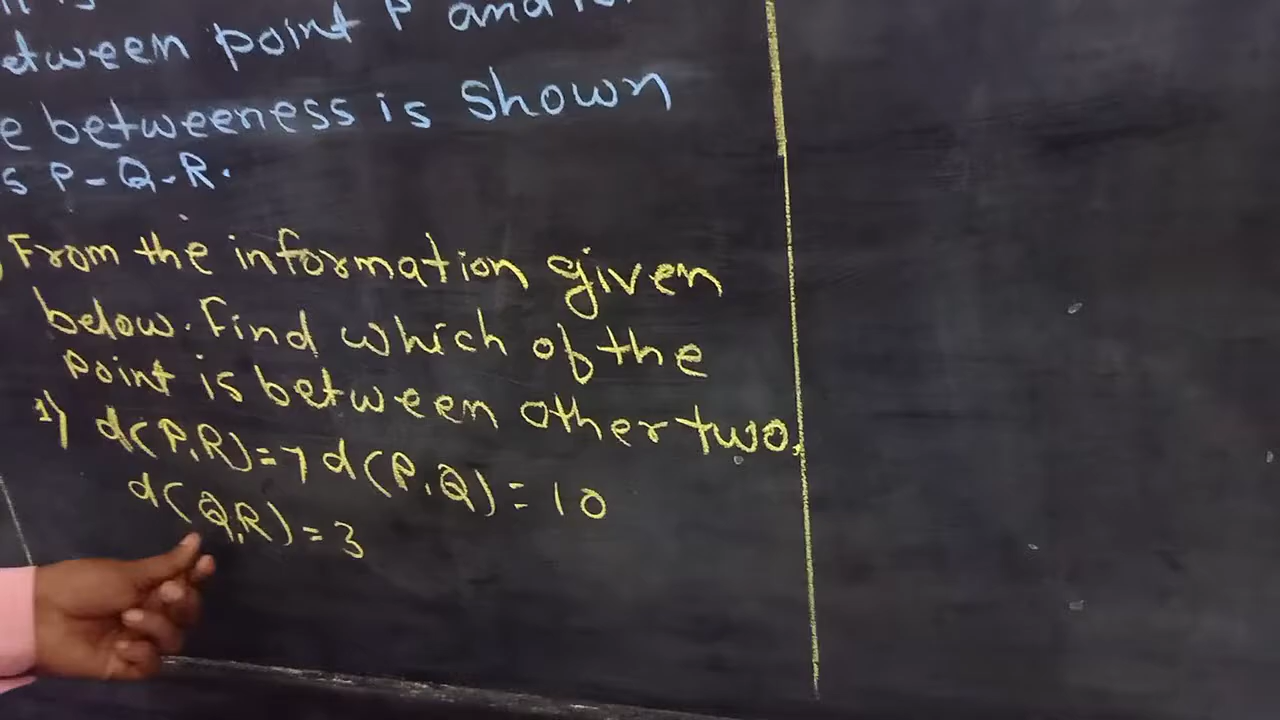 etween point P and
e betweeness is shown
s P-Q-R.
From the information given
below. Find which of the
point is between other two.
1) d(P,R)=7 d(P,Q)=10
d(Q,R)=3